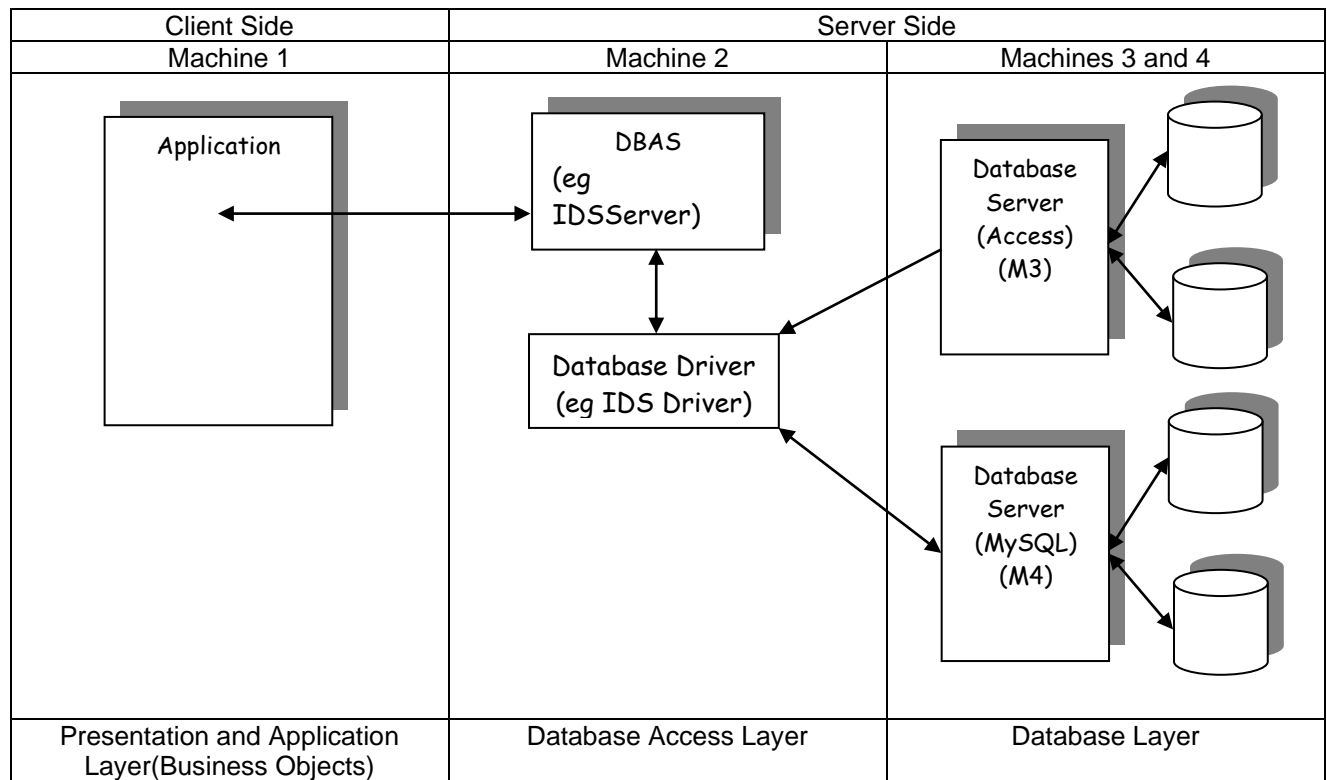 Client Side
Server Side
Machine 1
Machine 2
Machines 3 and 4
Application
DBAS
(eg
IDSServer)
Database Driver
(eg IDS Driver)
Database
Server
(Access)
(M3)
Database
Server
(MySQL)
(M4)
Presentation and Application
Layer(Business Objects)
Database Access Layer
Database Layer